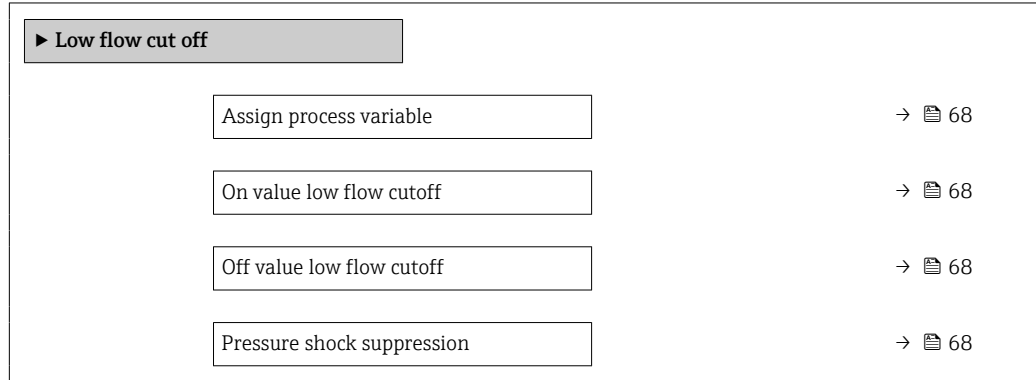 ► Low flow cut off
Assign process variable → 68
On value low flow cutoff → 68
Off value low flow cutoff → 68
Pressure shock suppression → 68